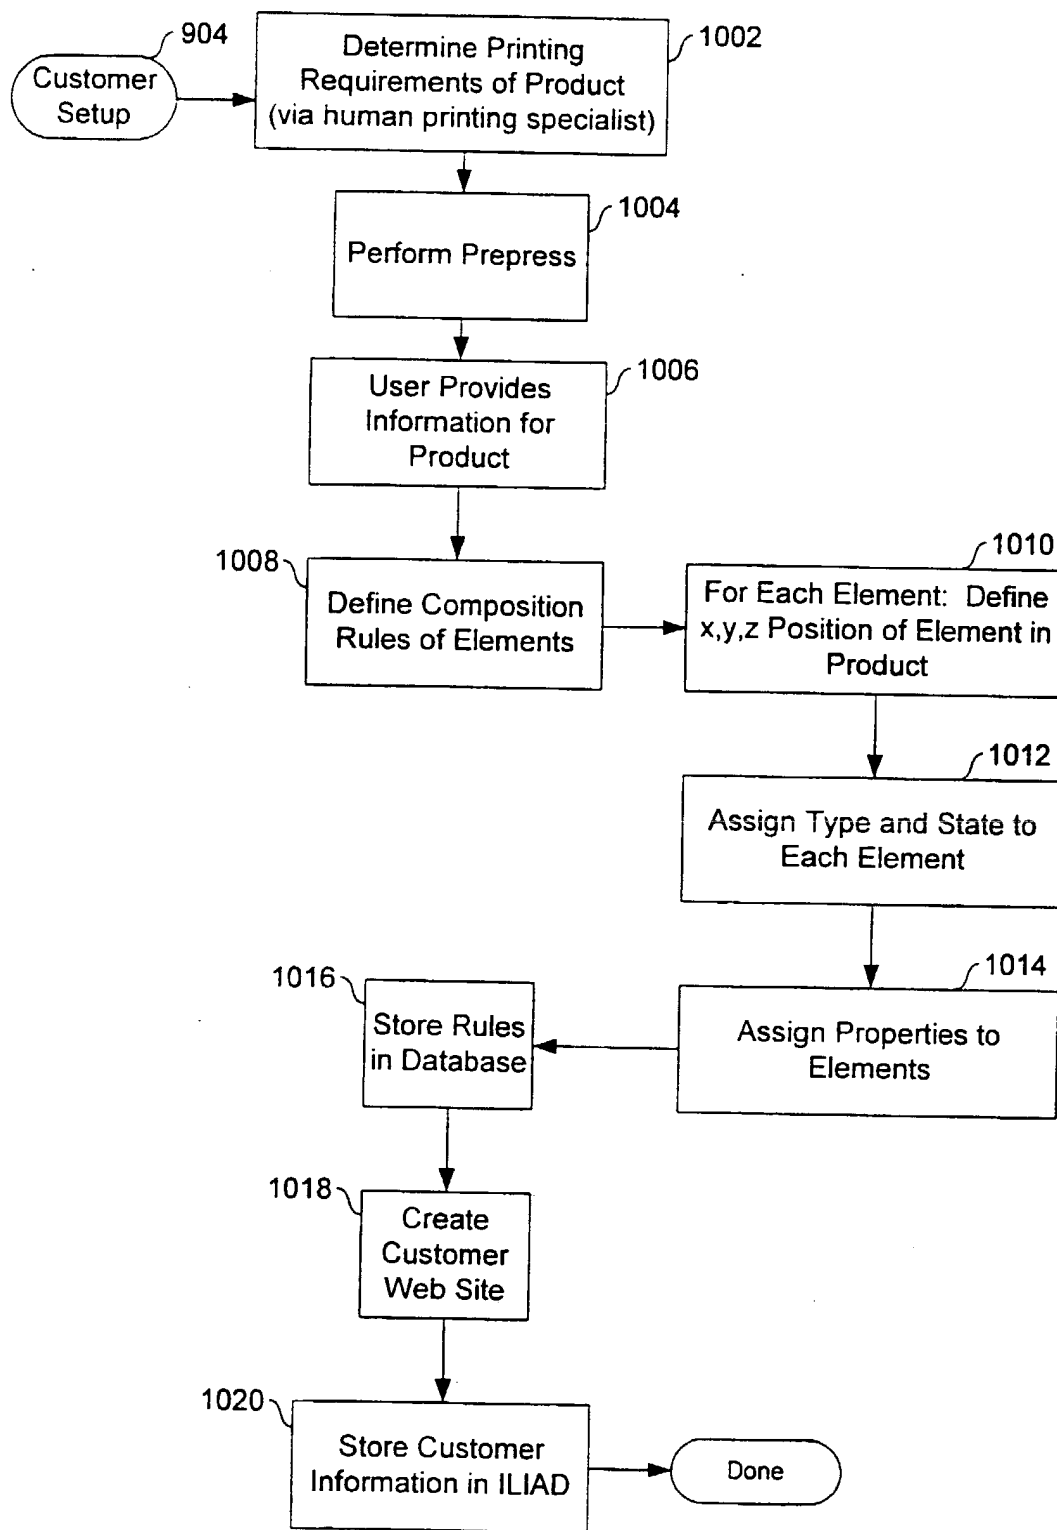 904
Customer
Setup
1002
Determine Printing
Requirements of Product
(via human printing specialist)
1004
Perform Prepress
1006
User Provides
Information for
Product
1008
Define Composition
Rules of Elements
1010
For Each Element: Define
x,y,z Position of Element in
Product
1012
Assign Type and State to
Each Element
1014
Assign Properties to
Elements
1016
Store Rules
in Database
1018
Create
Customer
Web Site
1020
Store Customer
Information in ILIAD
Done